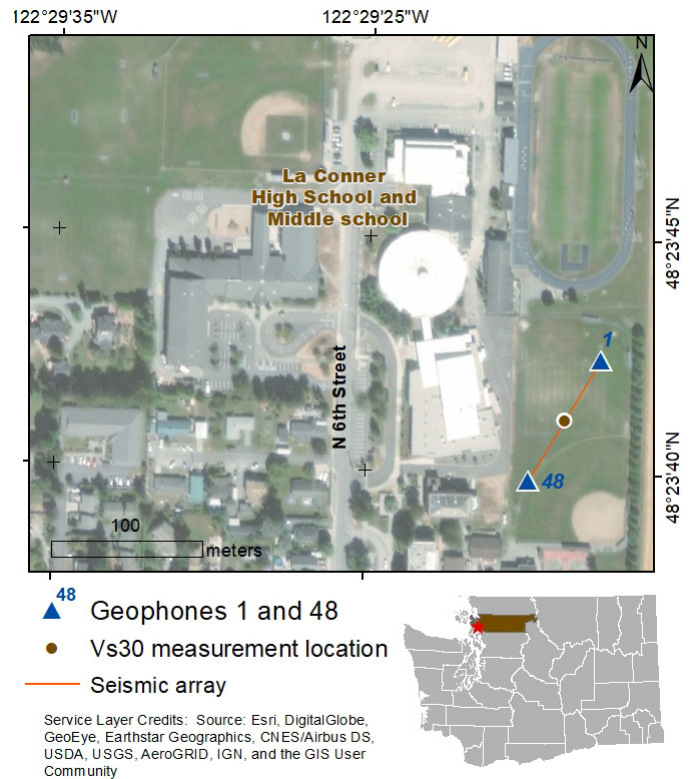 122°29'35"W
122°29'25"W
N
La Conner
High School and
Middle school
48°23'45"N
1
N 6th Street
48
48°23'40"N
100
meters
48
Geophones 1 and 48
Vs30 measurement location
Seismic array
Service Layer Credits: Source: Esri, DigitalGlobe,
GeoEye, Earthstar Geographics, CNES/Airbus DS,
USDA, USGS, AeroGRID, IGN, and the GIS User
Community